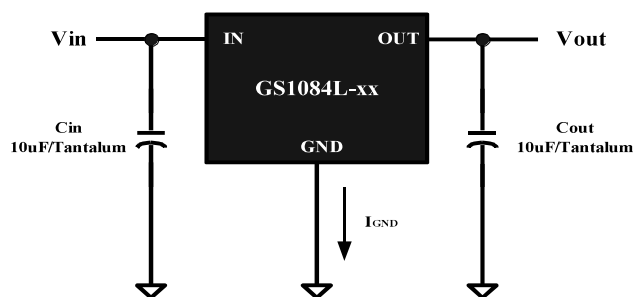 Vin
IN
OUT
Vout
GS1084L-xx
Cin
10uF/Tantalum
GND
Cout
10uF/Tantalum
IGND